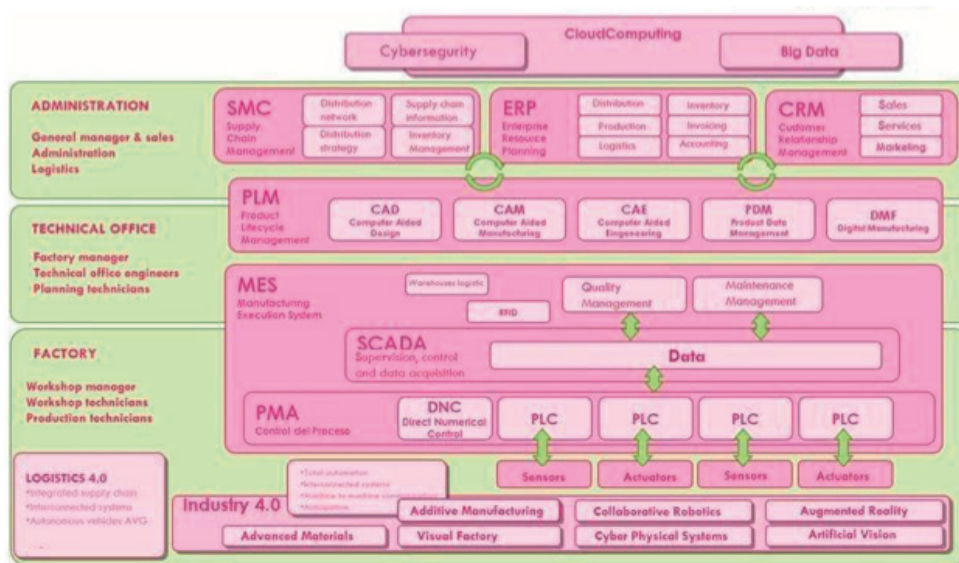 CloudComputing
Cybersegurity
Big Data
ADMINISTRATION
General manager & sales
Administration
Logistics
SMC
Supply
Chain
Management
Distribution
network
Supply chain
information
Distribution
strategy
Inventory
Management
ERP
Enterprise
Resource
Planning
Distribution
Inventory
Production
Invoicing
Logistics
Accounting
CRM
Customer
Relationship
Management
Sales
Services
Marketing
PLM
Product
Lifecycle
Management
CAD
Computer Aided
Design
CAM
Computer Aided
Manufacturing
CAE
Computer Aided
Engeneering
PDM
Product Data
Management
DMF
Digital Manufacturing
TECHNICAL OFFICE
Factory manager
Technical office engineers
Planning technicians
MES
Manufacturing
Execution System
Warehouses logistic
RFID
Quality
Management
Maintenance
Management
SCADA
Supervision, control
and data acquisition
Data
FACTORY
Workshop manager
Workshop technicians
Production technicians
PMA
Control del Proceso
DNC
Direct Numerical
Control
PLC
PLC
PLC
PLC
Sensors
Actuators
Sensors
Actuators
LOGISTICS 4.0
•Integrated supply chain
•Interconnected systems
•Autonomous vehicles AVG
•Total automation
•Interconnected systems
•Machine to machine
Industry 4.0
Additive Manufacturing
Collaborative Robotics
Augmented Reality
Advanced Materials
Visual Factory
Cyber Physical Systems
Artificial Vision